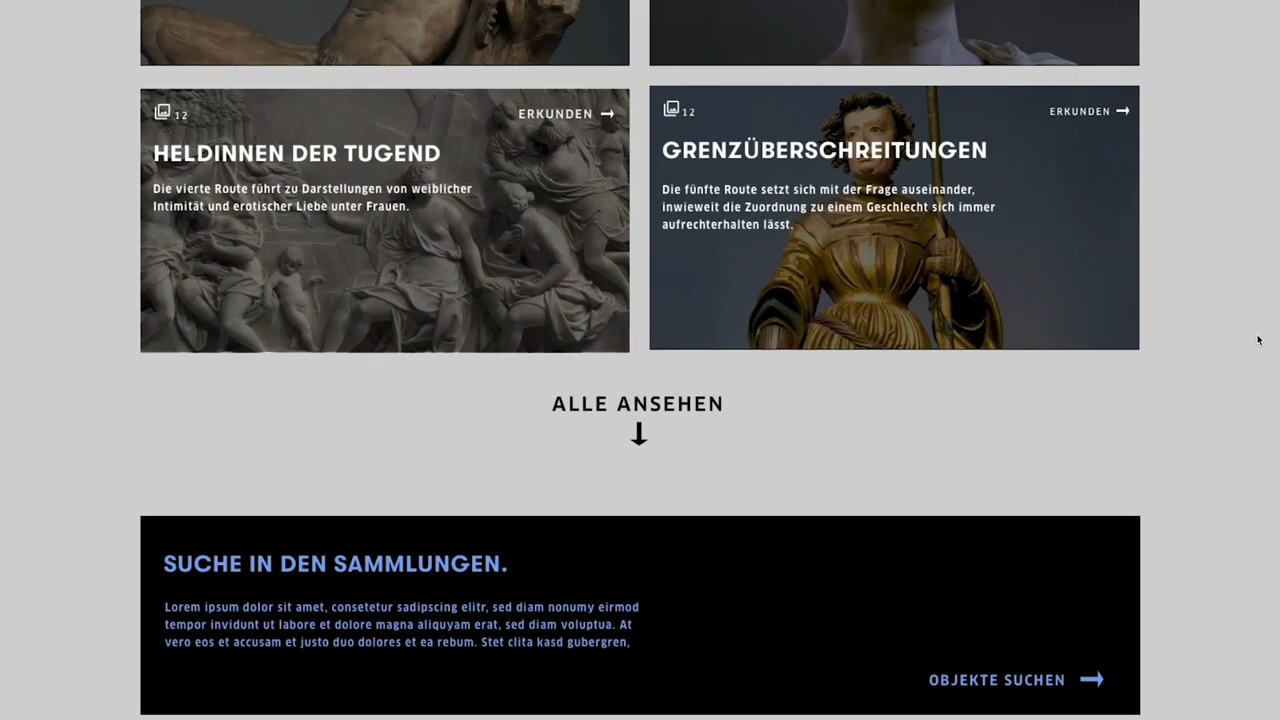 12
ERKUNDEN
HELDINNEN DER TUGEND
Die vierte Route führt zu Darstellungen von weiblicher
Intimität und erotischer Liebe unter Frauen.
12
ERKUNDEN
GRENZÜBERSCHREITUNGEN
Die fünfte Route setzt sich mit der Frage auseinander,
inwieweit die Zuordnung zu einem Geschlecht sich immer
aufrechterhalten lässt.
ALLE ANSEHEN
SUCHE IN DEN SAMMLUNGEN.
Lorem ipsum dolor sit amet, consetetur sadipscing elitr, sed diam nonumy eirmod
tempor invidunt ut labore et dolore magna aliquyam erat, sed diam voluptua. At
vero eos et accusam et justo duo dolores et ea rebum. Stet clita kasd gubergren,
OBJEKTE SUCHEN